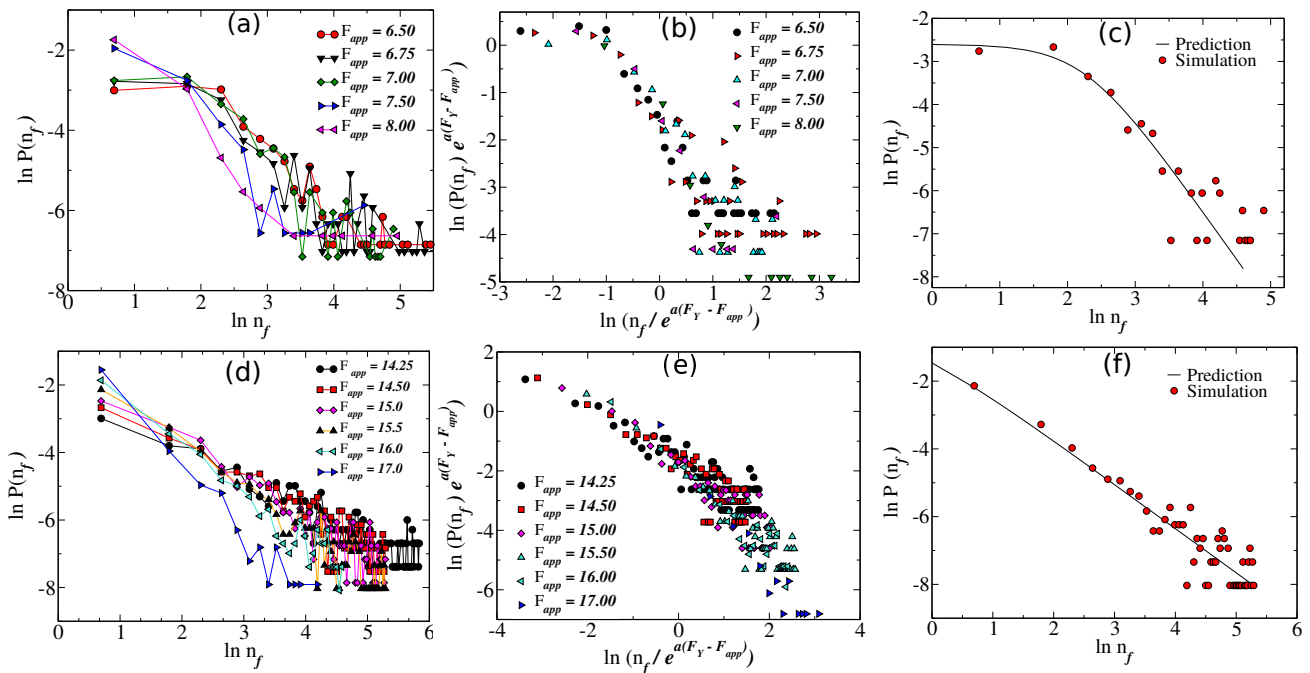 (a)
F_app = 6.50
F_app = 6.75
F_app = 7.00
F_app = 7.50
F_app = 8.00
ln P(n_f)
-2
-4
-6
-8
0 1 2 3 4 5
ln n_f
(b)
F_app = 6.50
F_app = 6.75
F_app = 7.00
F_app = 7.50
F_app = 8.00
ln (P(n_f) e^a(F_Y - F_app))
1
0
-1
-2
-3
-4
-5
-3 -2 -1 0 1 2 3
ln (n_f / e^a(F_Y - F_app))
(c)
Prediction
Simulation
ln P(n_f)
-2
-3
-4
-5
-6
-7
-8
0 1 2 3 4 5
ln n_f
(d)
F_app = 14.25
F_app = 14.50
F_app = 15.0
F_app = 15.5
F_app = 16.0
F_app = 17.0
ln P(n_f)
-2
-4
-6
-8
0 1 2 3 4 5 6
ln n_f
(e)
F_app = 14.25
F_app = 14.50
F_app = 15.00
F_app = 15.50
F_app = 16.00
F_app = 17.00
ln (P(n_f) e^a(F_Y - F_app))
2
0
-2
-4
-6
-4 -2 0 2 4
ln (n_f / e^a(F_Y - F_app))
(f)
Prediction
Simulation
ln P (n_f)
0
-2
-4
-6
-8
0 1 2 3 4 5 6
ln n_f